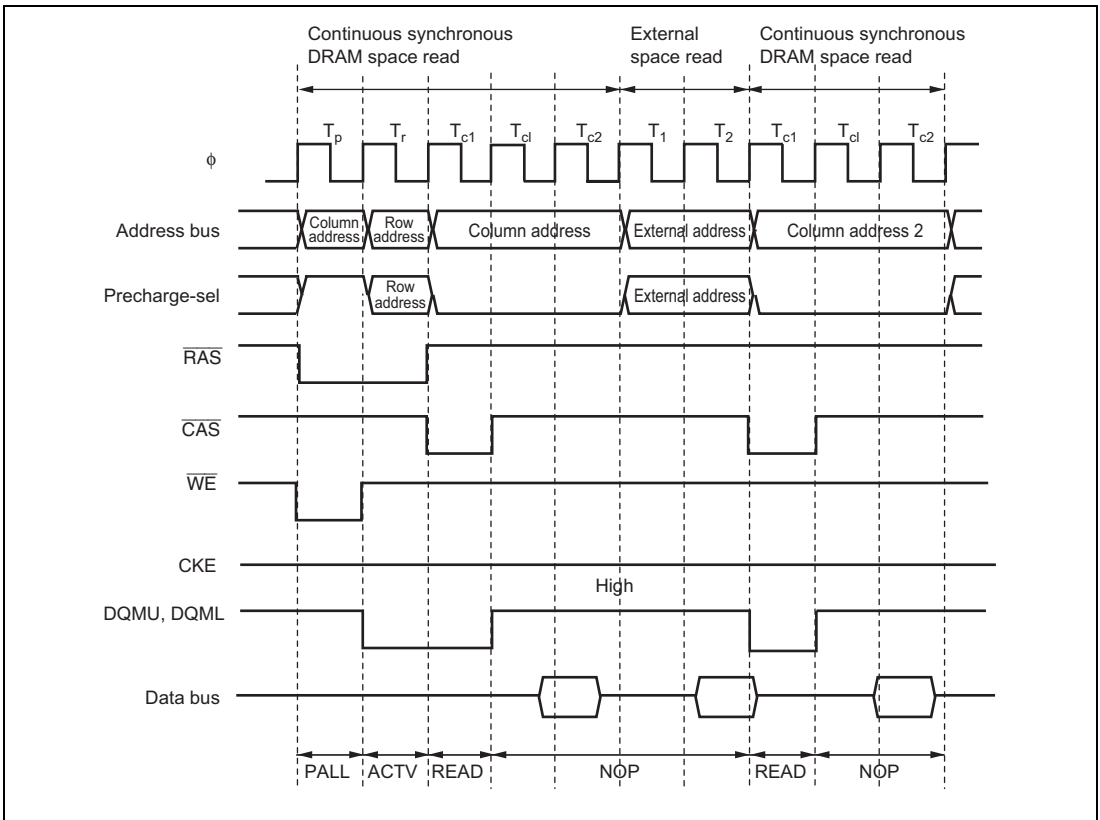 Continuous synchronous
DRAM space read
External
space read
Continuous synchronous
DRAM space read
Tp Tr Tc1 Tcl Tc2 T1 T2 Tc1 Tcl Tc2
ϕ
Address bus
Column
address
Row
address
Column address
External address
Column address 2
Precharge-sel
Row
address
External address
RAS
CAS
WE
CKE
High
DQMU, DQML
Data bus
PALL ACTV READ NOP READ NOP